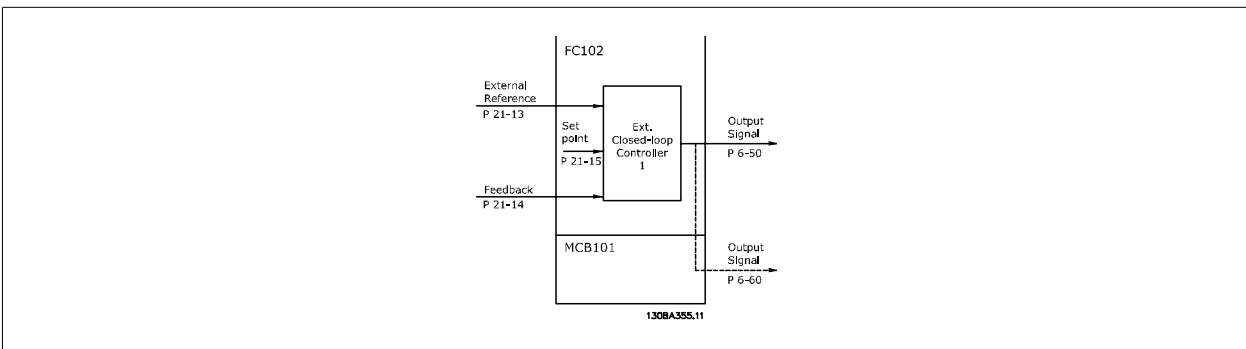 FC102
External
Reference
P 21-13
Set
point
P 21-15
Ext.
Closed-loop
Controller
1
Output
Signal
P 6-50
Feedback
P 21-14
MCB101
Output
Signal
P 6-60
130BA355.11